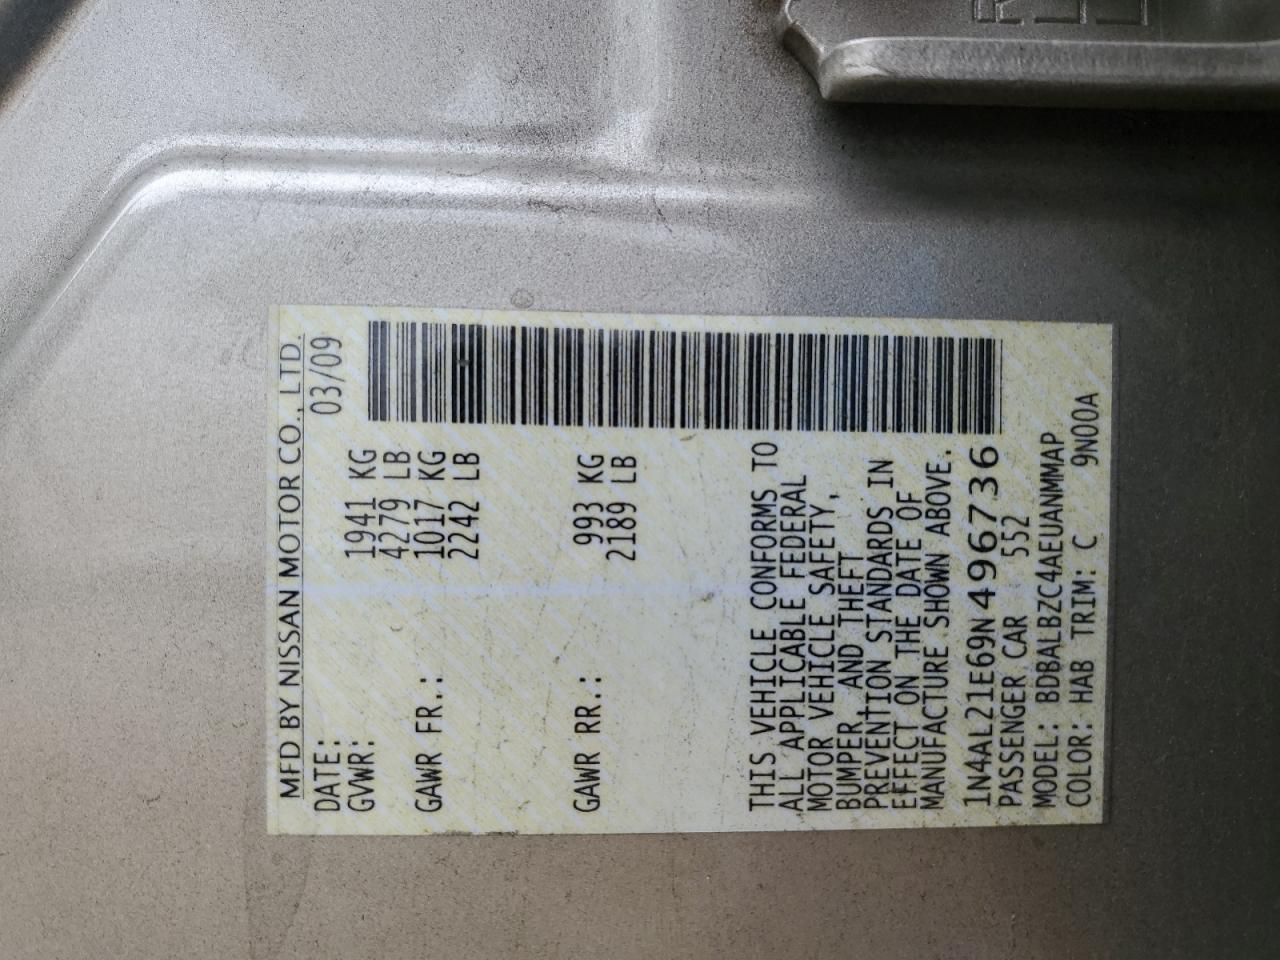 MFD BY NISSAN MOTOR CO., LTD.
DATE: 03/09
GVWR: 1941 KG
4279 LB
GAWR FR.: 1017 KG
2242 LB
GAWR RR.: 993 KG
2189 LB
THIS VEHICLE CONFORMS TO
ALL APPLICABLE FEDERAL
MOTOR VEHICLE SAFETY,
BUMPER, AND THEFT
PREVENTION STANDARDS IN
EFFECT ON THE DATE OF
MANUFACTURE SHOWN ABOVE.
1N4AL21E69N496736
PASSENGER CAR 552
MODEL: BDBALBZC4AEUANMMAP
COLOR: HAB TRIM: C 9N00A